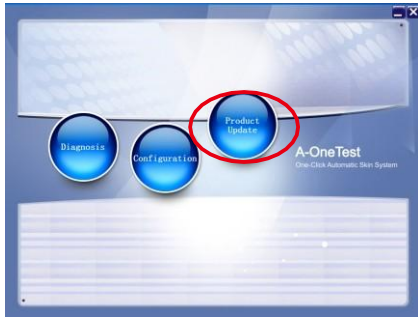 Product
Update
Diagnosis
Configuration
A-OneTest
One-Click Automatic Skin System